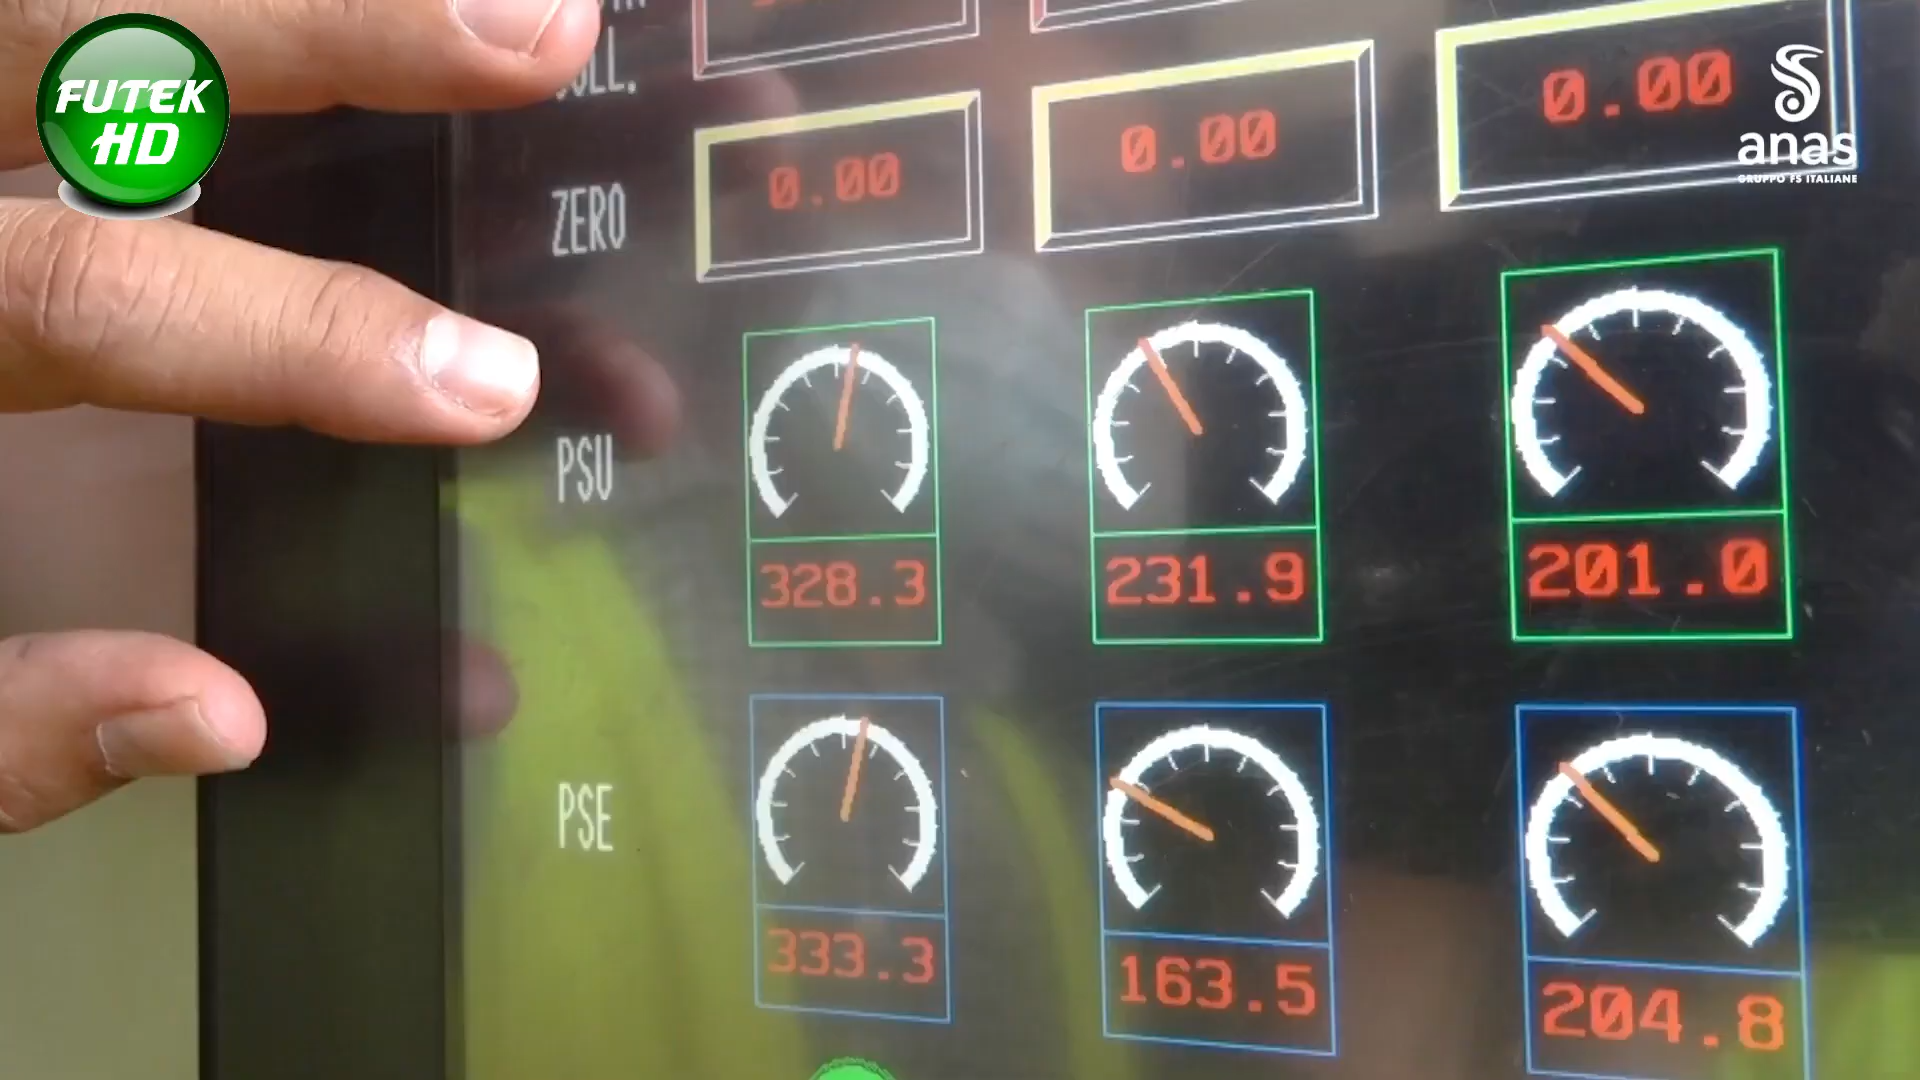 FUTEK
HD
anas
GRUPPO FS ITALIANE
0.00
0.00
0.00
ZERO
PSU
328.3
231.9
201.0
PSE
333.3
163.5
204.8